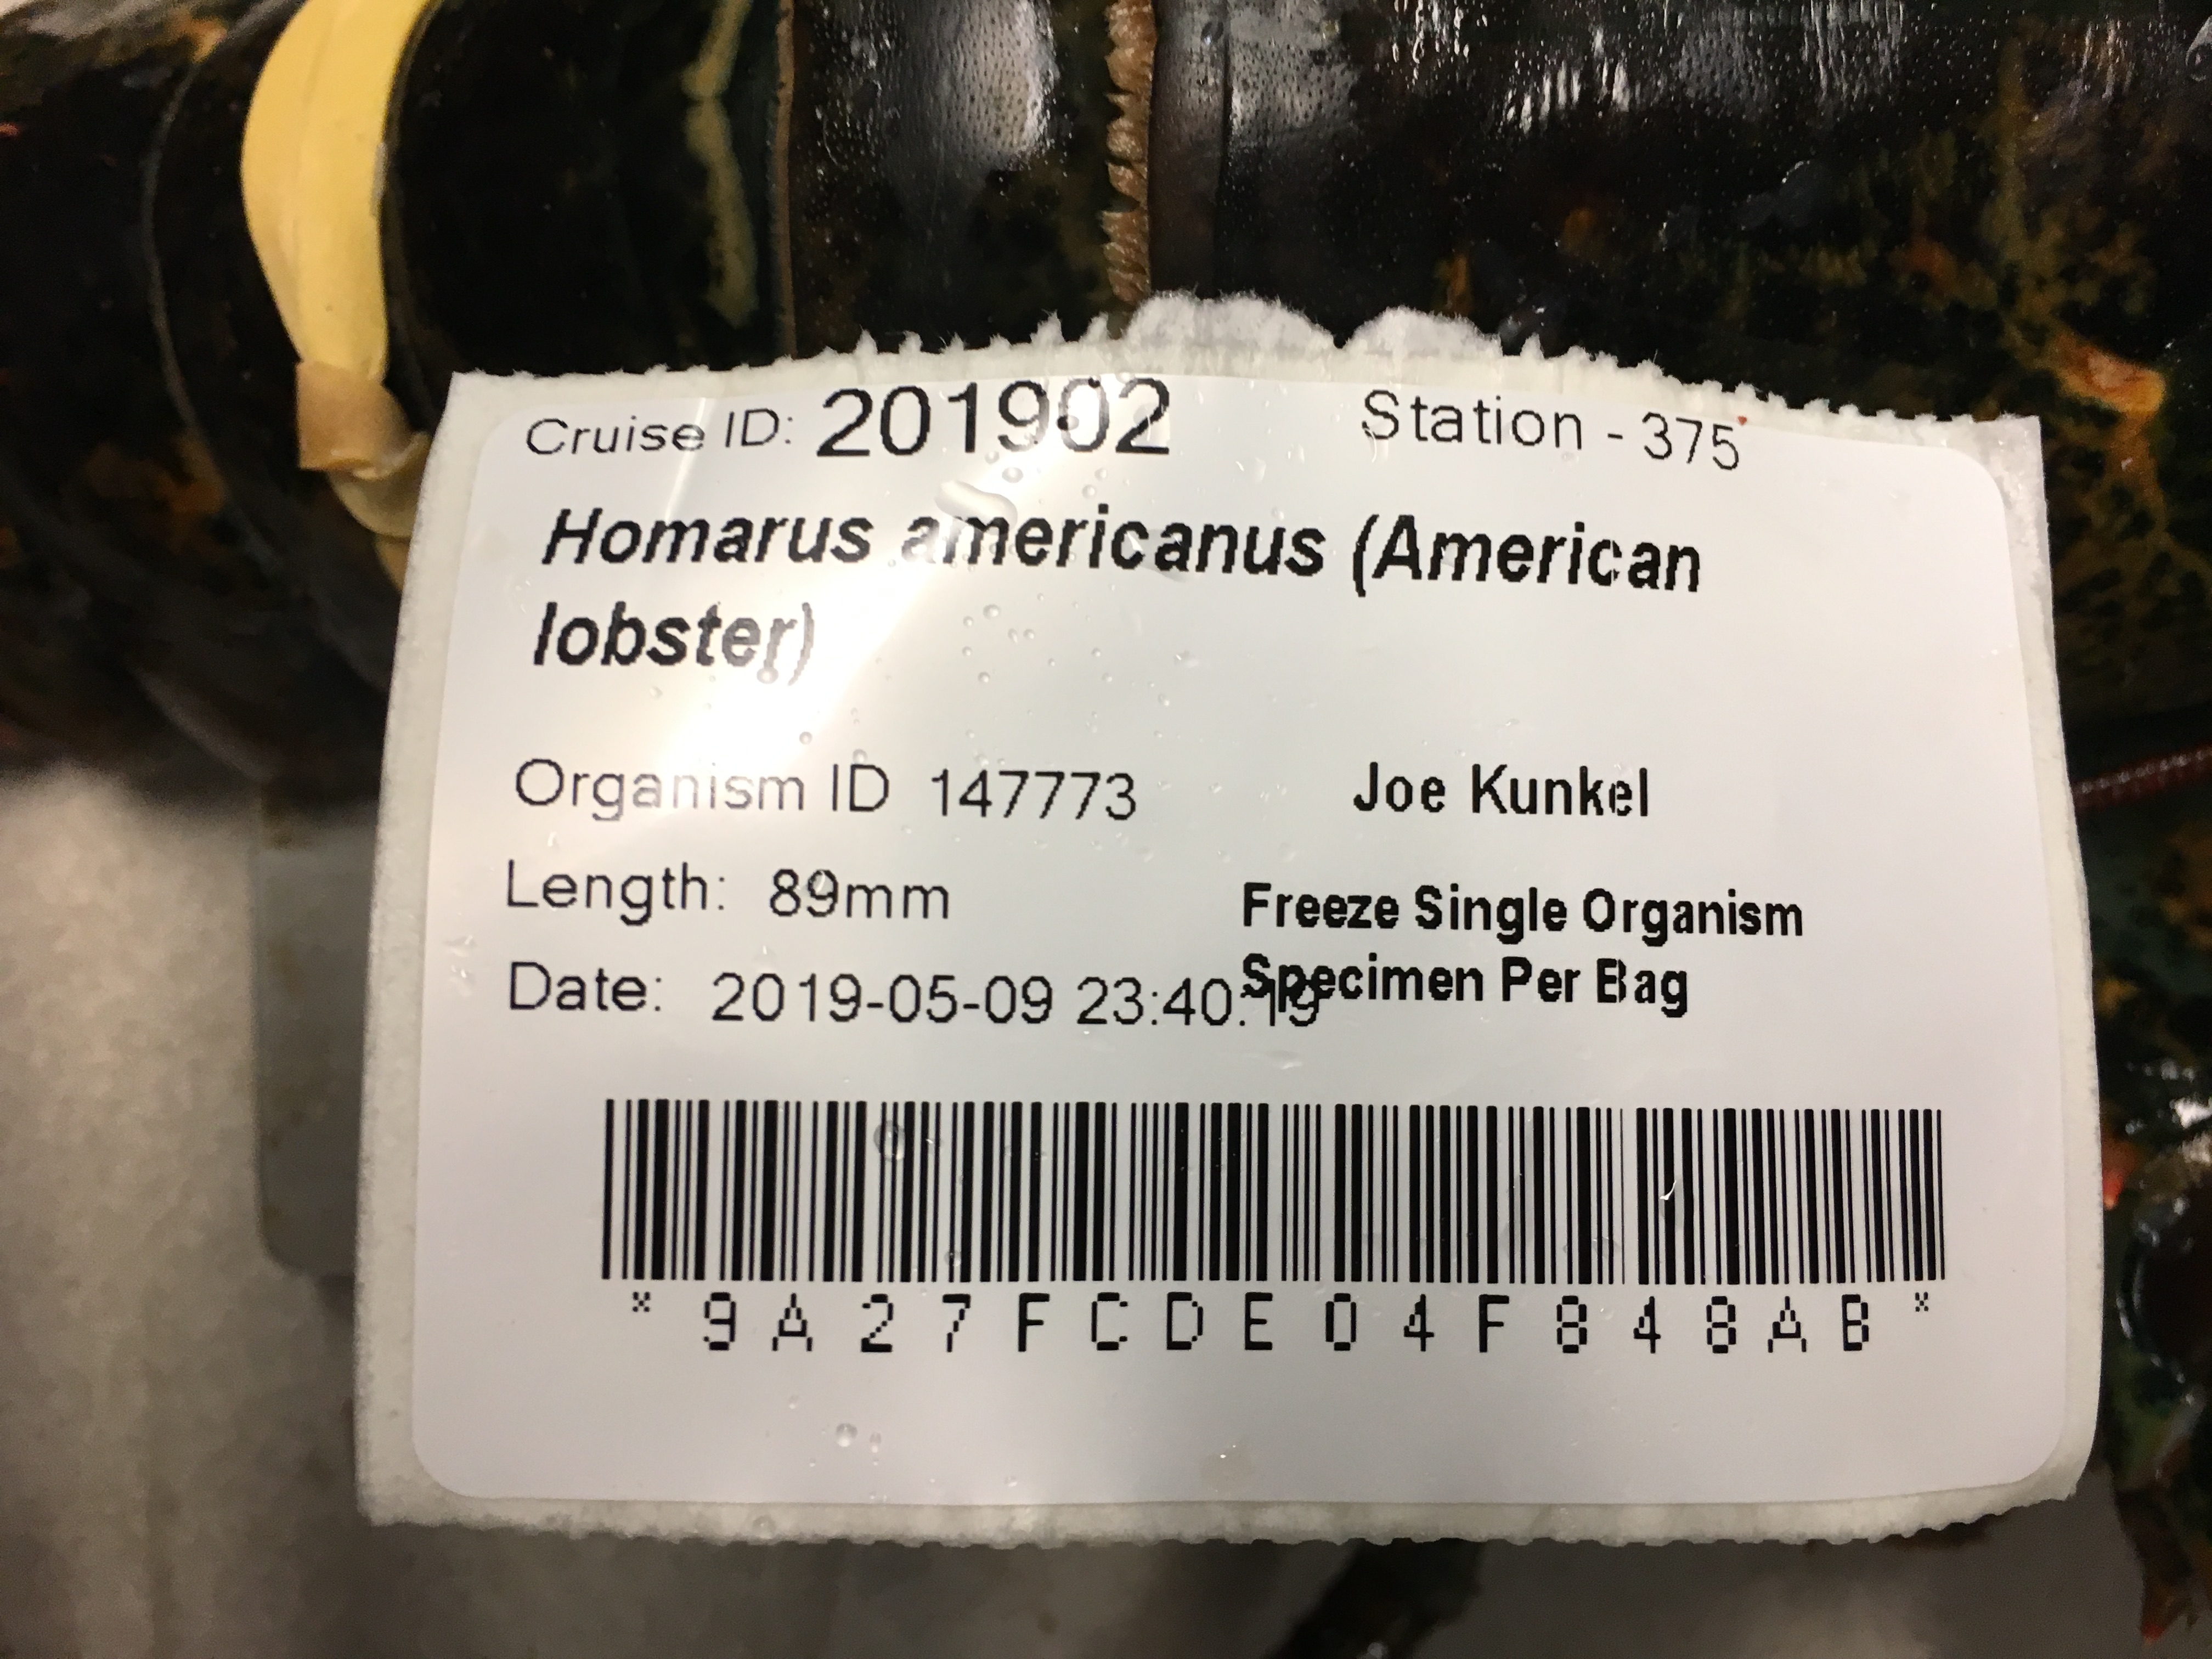 Cruise ID: 201902 Station - 375
Homarus americanus (American
lobster)
Organism ID 147773 Joe Kunkel
Length: 89mm Freeze Single Organism
Date: 2019-05-09 23:40:19 Specimen Per Bag
*9A27FCDE04F848AB*